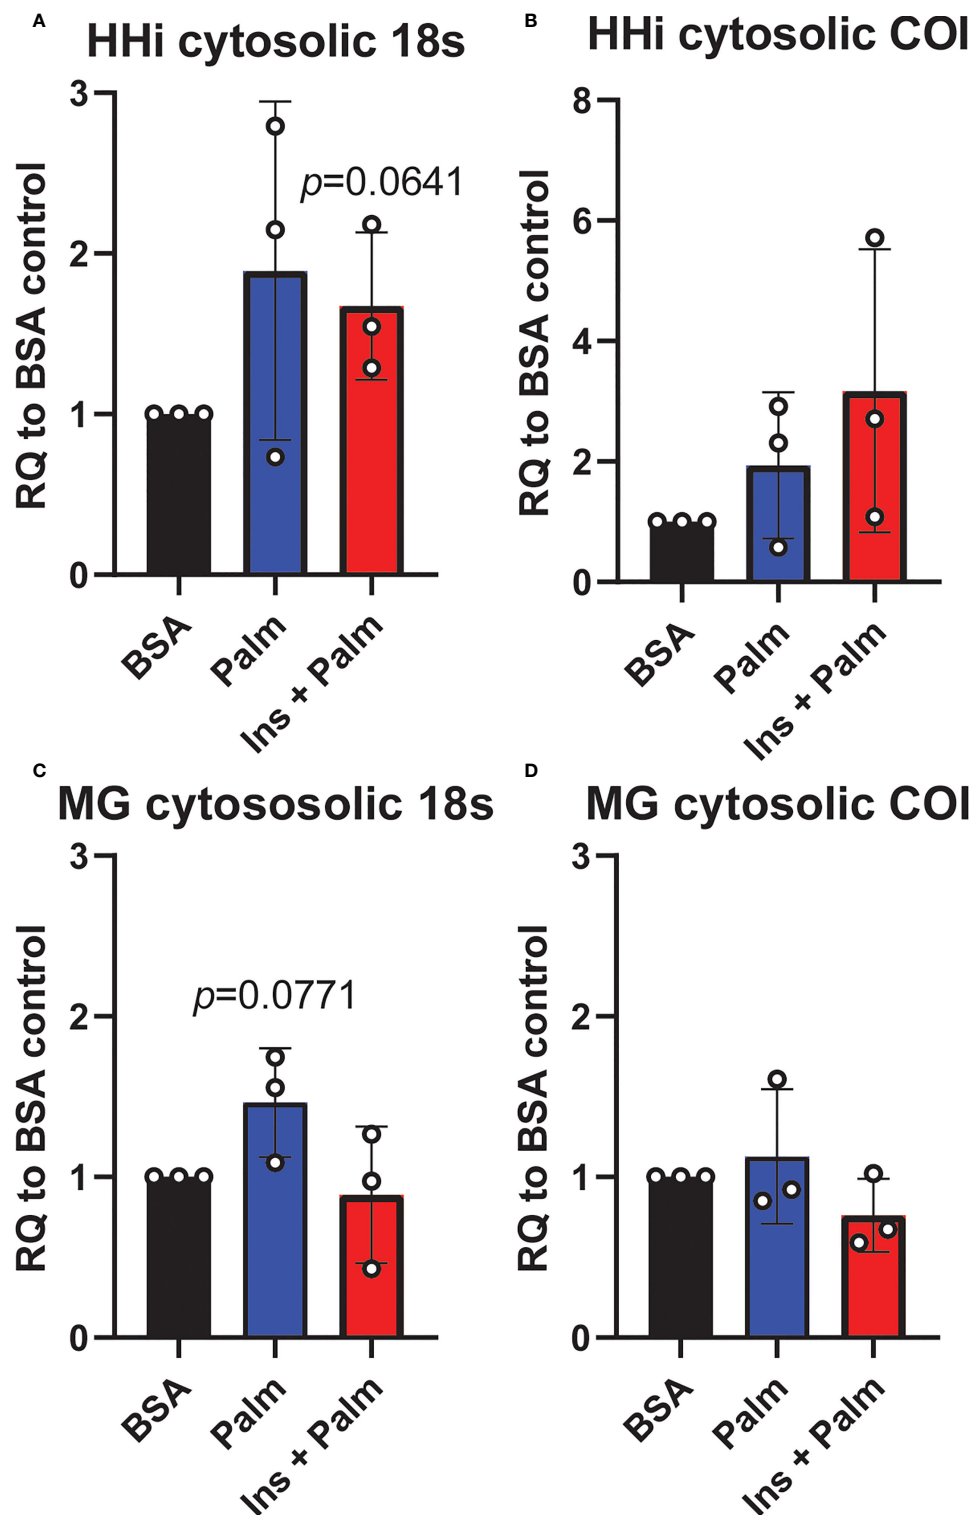 A
HHi cytosolic 18s
RQ to BSA control
3
2
1
0
p=0.0641
BSA
Palm
Ins + Palm
B
HHi cytosolic COI
RQ to BSA control
8
6
4
2
0
BSA
Palm
Ins + Palm
C
MG cytososolic 18s
RQ to BSA control
3
2
1
0
p=0.0771
BSA
Palm
Ins + Palm
D
MG cytosolic COI
RQ to BSA control
3
2
1
0
BSA
Palm
Ins + Palm